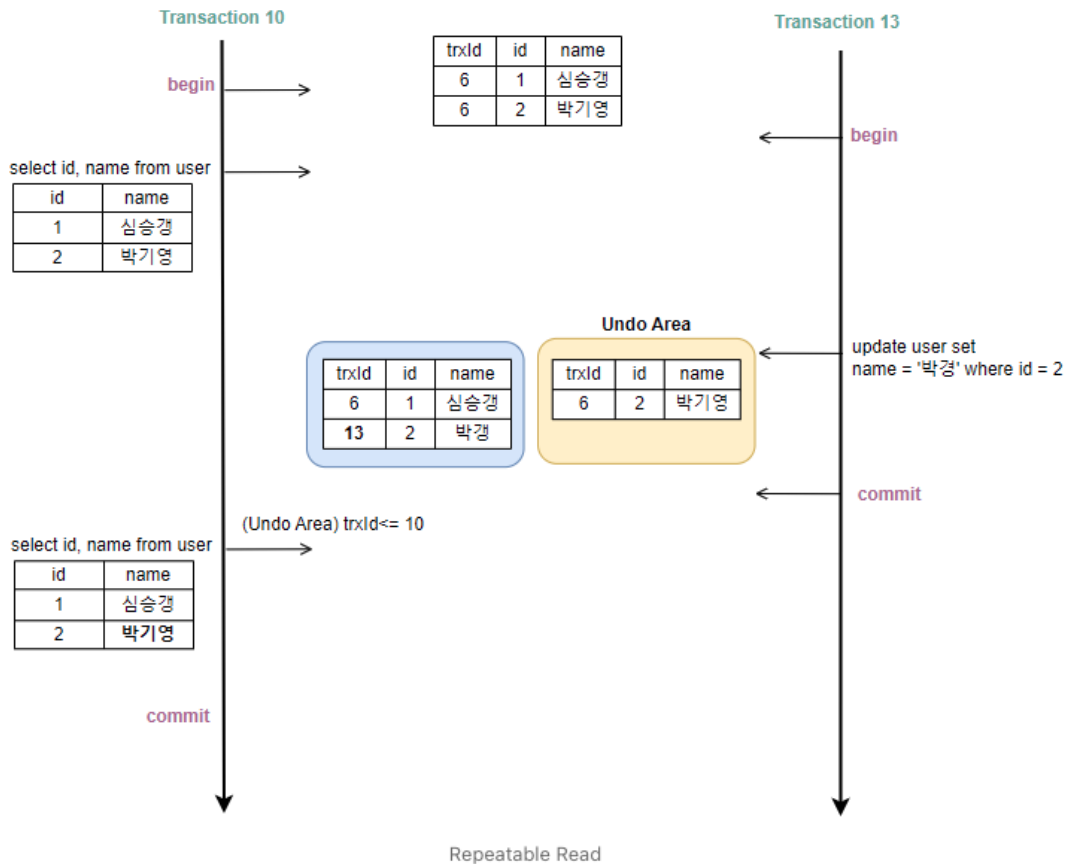 Transaction 10
Transaction 13
trxId id name
6 1 심승갱
6 2 박기영
begin
begin
select id, name from user
id name
1 심승갱
2 박기영
Undo Area
update user set
name = '박경' where id = 2
trxId id name
6 1 심승갱
13 2 박갱
trxId id name
6 2 박기영
commit
(Undo Area) trxId<= 10
select id, name from user
id name
1 심승갱
2 박기영
commit
Repeatable Read